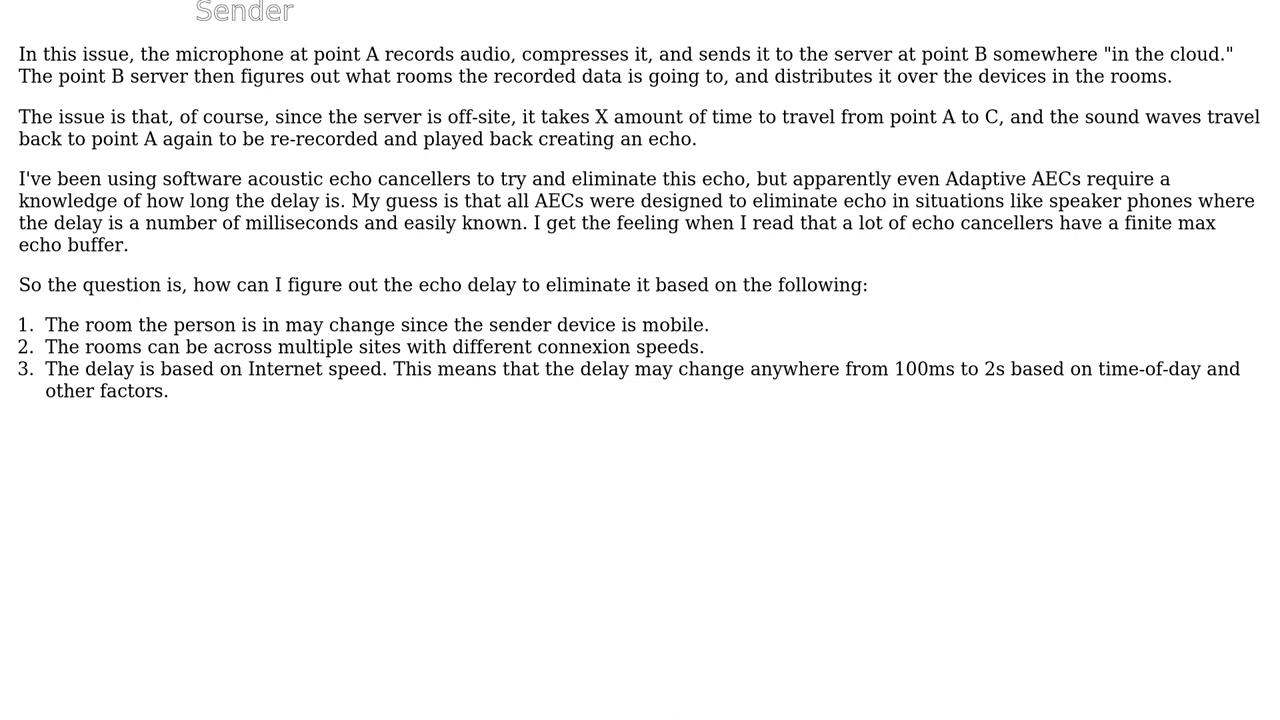 Sender
In this issue, the microphone at point A records audio, compresses it, and sends it to the server at point B somewhere "in the cloud."
The point B server then figures out what rooms the recorded data is going to, and distributes it over the devices in the rooms.
The issue is that, of course, since the server is off-site, it takes X amount of time to travel from point A to C, and the sound waves travel
back to point A again to be re-recorded and played back creating an echo.
I've been using software acoustic echo cancellers to try and eliminate this echo, but apparently even Adaptive AECs require a
knowledge of how long the delay is. My guess is that all AECs were designed to eliminate echo in situations like speaker phones where
the delay is a number of milliseconds and easily known. I get the feeling when I read that a lot of echo cancellers have a finite max
echo buffer.
So the question is, how can I figure out the echo delay to eliminate it based on the following:
1. The room the person is in may change since the sender device is mobile.
2. The rooms can be across multiple sites with different connexion speeds.
3. The delay is based on Internet speed. This means that the delay may change anywhere from 100ms to 2s based on time-of-day and
other factors.